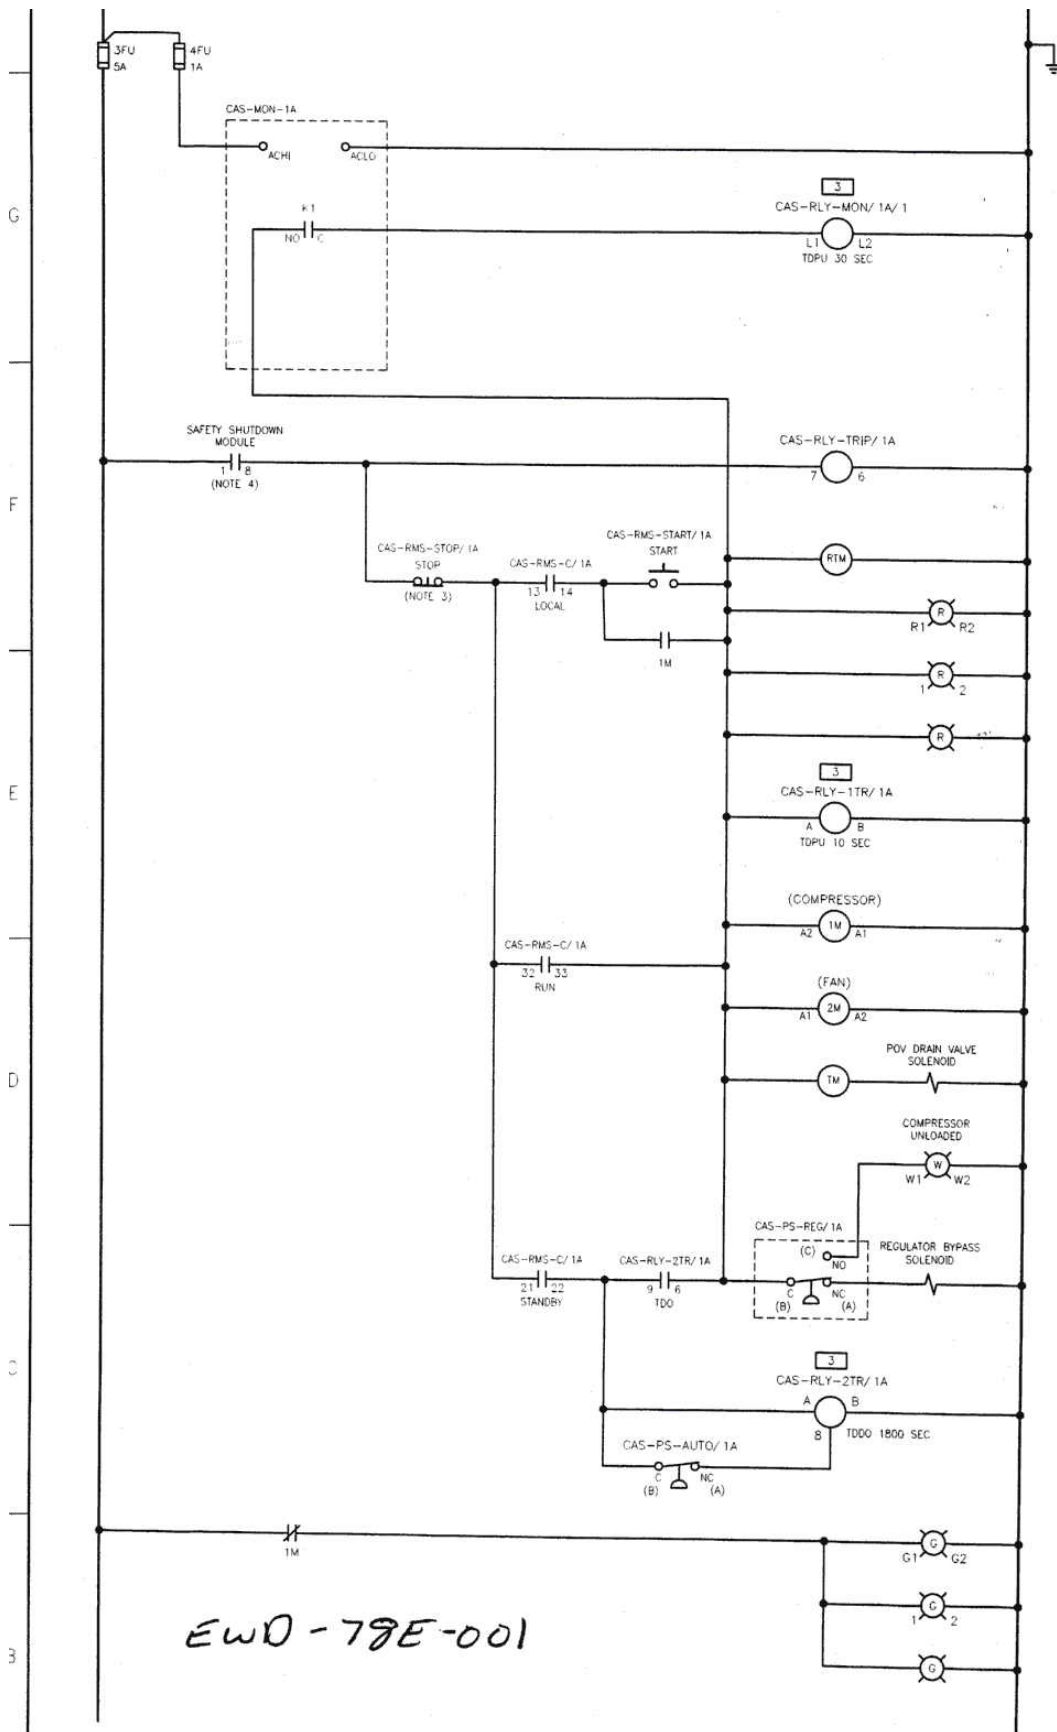 3FU
5A
4FU
1A
CAS-MON-1A
ACHI
ACLO
3
CAS-RLY-MON/1A/1
G
K1
NO C
L1 L2
TDPU 30 SEC
SAFETY SHUTDOWN
MODULE
1 8
(NOTE 4)
CAS-RLY-TRIP/1A
7 6
F
CAS-RMS-STOP/1A
STOP
(NOTE 3)
CAS-RMS-C/1A
13 14
LOCAL
CAS-RMS-START/1A
START
1M
RTM
R
R1 R2
R
1 2
R
E
3
CAS-RLY-1TR/1A
A B
TDPU 10 SEC
(COMPRESSOR)
1M
A2 A1
CAS-RMS-C/1A
32 33
RUN
(FAN)
2M
A1 A2
D
TM
POV DRAIN VALVE
SOLENOID
COMPRESSOR
UNLOADED
W
W1 W2
CAS-PS-REG/1A
(C)
NO
C
(B)
NC
(A)
REGULATOR BYPASS
SOLENOID
CAS-RMS-C/1A
21 22
STANDBY
CAS-RLY-2TR/1A
9 6
TDO
C
3
CAS-RLY-2TR/1A
A B
8
TDDO 1800 SEC
CAS-PS-AUTO/1A
C
(B)
NC
(A)
1M
G
G1 G2
G
1 2
G
EWD-78E-001